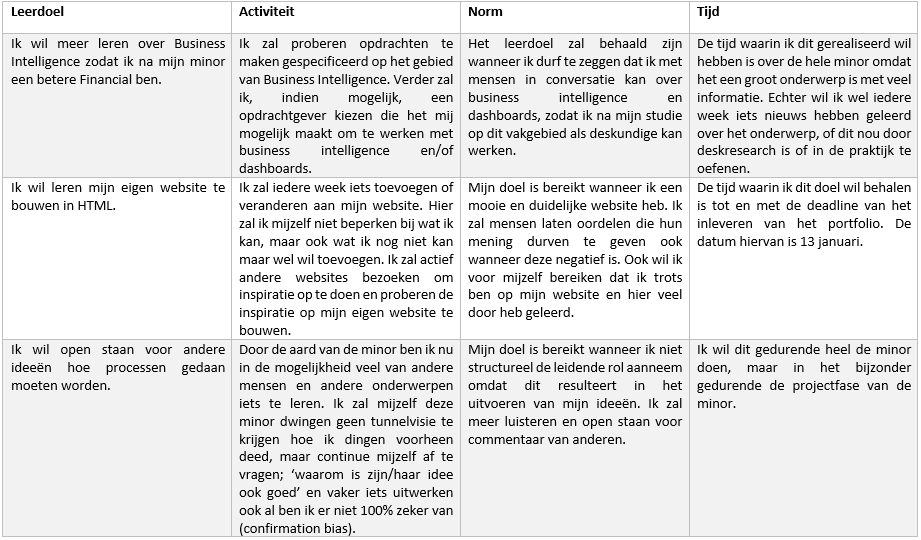 Leerdoel
Activiteit
Norm
Tijd
Ik wil meer leren over Business
Intelligence zodat ik na mijn minor
een betere Financial ben.
Ik zal proberen opdrachten te
maken gespecificeerd op het gebied
van Business Intelligence. Verder zal
ik, indien mogelijk, een
opdrachtgever kiezen die het mij
mogelijk maakt om te werken met
business intelligence en/of
dashboards.
Het leerdoel zal behaald zijn
wanneer ik durf te zeggen dat ik met
mensen in conversatie kan over
business intelligence en
dashboards, zodat ik na mijn studie
op dit vakgebied als deskundige kan
werken.
De tijd waarin ik dit gerealiseerd wil
hebben is over de hele minor omdat
het een groot onderwerp is met veel
informatie. Echter wil ik wel iedere
week iets nieuws hebben geleerd
over het onderwerp, of dit nou door
deskresearch is of in de praktijk te
oefenen.
Ik wil leren mijn eigen website te
bouwen in HTML.
Ik zal iedere week iets toevoegen of
veranderen aan mijn website. Hier
zal ik mijzelf niet beperken bij wat ik
kan, maar ook wat ik nog niet kan
maar wel wil toevoegen. Ik zal actief
andere websites bezoeken om
inspiratie op te doen en proberen de
inspiratie op mijn eigen website te
bouwen.
Mijn doel is bereikt wanneer ik een
mooie en duidelijke website heb. Ik
zal mensen laten oordelen die hun
mening durven te geven ook
wanneer deze negatief is. Ook wil ik
voor mijzelf bereiken dat ik trots
ben op mijn website en hier veel
door heb geleerd.
De tijd waarin ik dit doel wil behalen
is tot en met de deadline van het
inleveren van het portfolio. De
datum hiervan is 13 januari.
Ik wil open staan voor andere
ideeën hoe processen gedaan
moeten worden.
Door de aard van de minor ben ik nu
in de mogelijkheid veel van andere
mensen en andere onderwerpen
iets te leren. Ik zal mijzelf deze
minor dwingen geen tunnelvisie te
krijgen hoe ik dingen voorheen
deed, maar continue mijzelf af te
vragen; ‘waarom is zijn/haar idee
ook goed’ en vaker iets uitwerken
ook al ben ik er niet 100% zeker van
(confirmation bias).
Mijn doel is bereikt wanneer ik niet
structureel de leidende rol aanneem
omdat dit resulteert in het
uitvoeren van mijn ideeën. Ik zal
meer luisteren en open staan voor
commentaar van anderen.
Ik wil dit gedurende heel de minor
doen, maar in het bijzonder
gedurende de projectfase van de
minor.